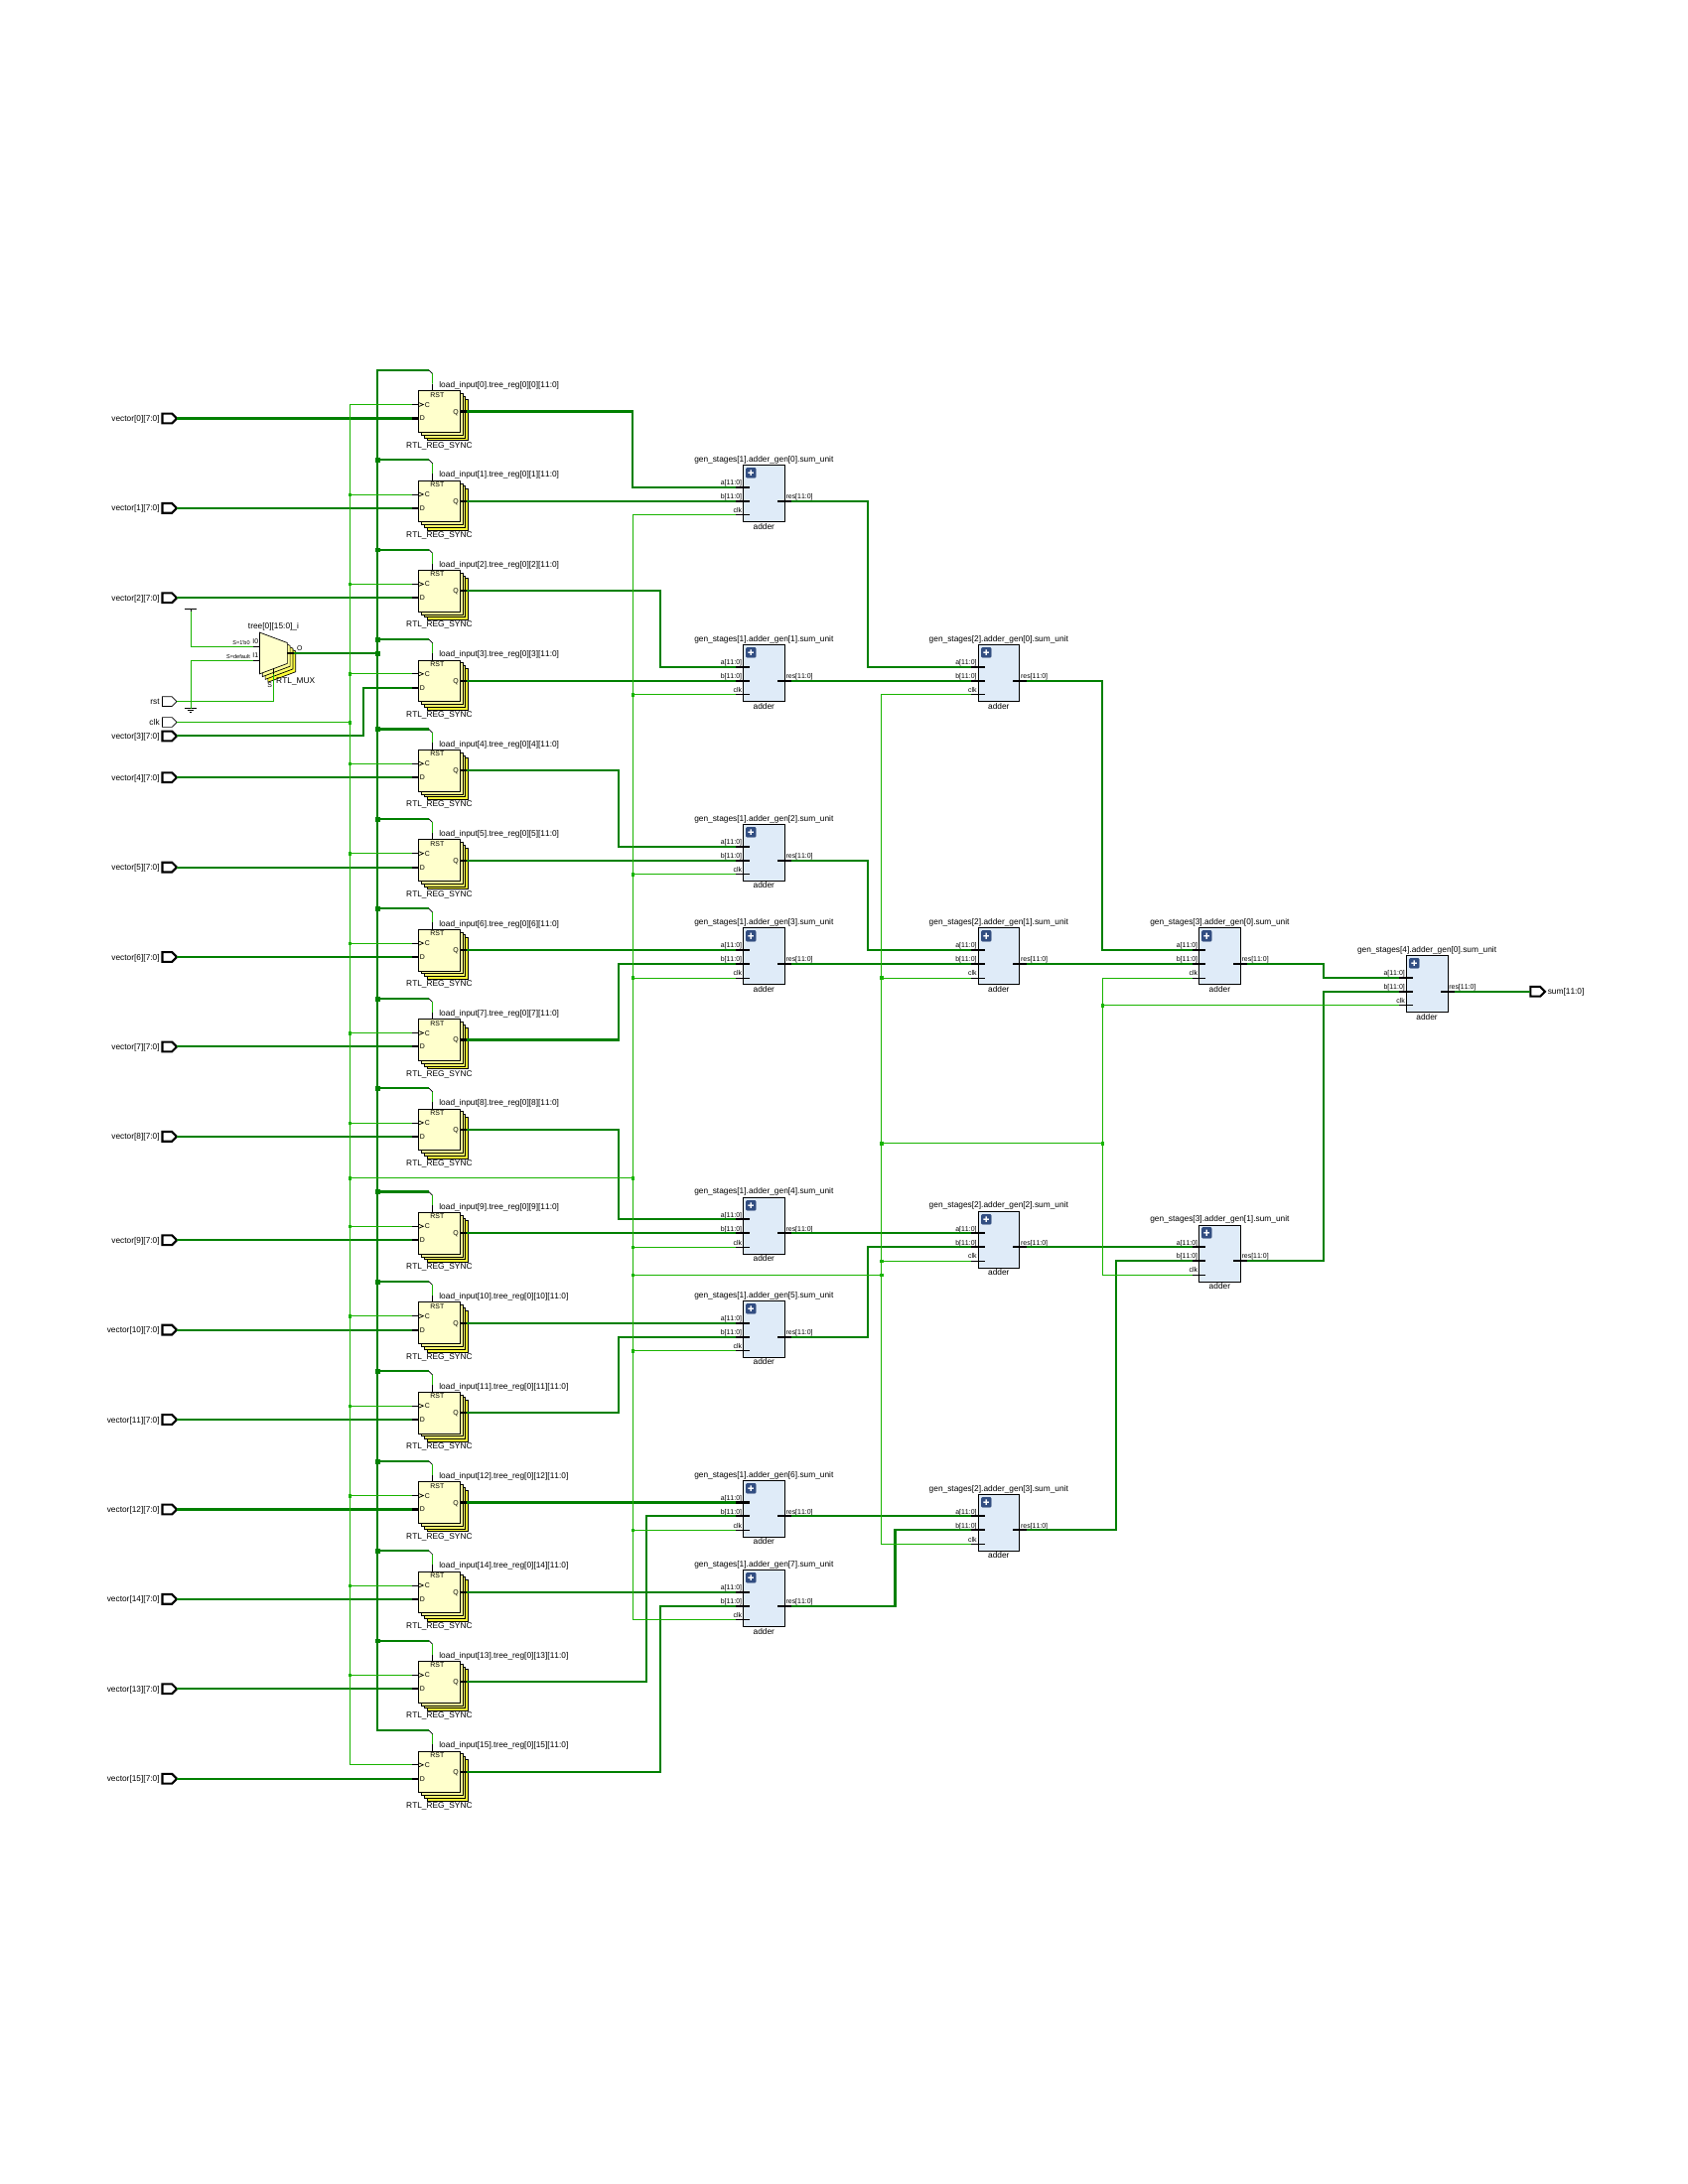 vector[0][7:0]
vector[1][7:0]
vector[2][7:0]
tree[0][15:0]_i
S=1'b0 I0
O
S=default I1
S
RTL_MUX
rst
clk
vector[3][7:0]
vector[4][7:0]
vector[5][7:0]
vector[6][7:0]
vector[7][7:0]
vector[8][7:0]
vector[9][7:0]
vector[10][7:0]
vector[11][7:0]
vector[12][7:0]
vector[14][7:0]
vector[13][7:0]
vector[15][7:0]
load_input[0].tree_reg[0][0][11:0]
RST
C
Q
D
RTL_REG_SYNC
load_input[1].tree_reg[0][1][11:0]
RST
C
Q
D
RTL_REG_SYNC
load_input[2].tree_reg[0][2][11:0]
RST
C
Q
D
RTL_REG_SYNC
load_input[3].tree_reg[0][3][11:0]
RST
C
Q
D
RTL_REG_SYNC
load_input[4].tree_reg[0][4][11:0]
RST
C
Q
D
RTL_REG_SYNC
load_input[5].tree_reg[0][5][11:0]
RST
C
Q
D
RTL_REG_SYNC
load_input[6].tree_reg[0][6][11:0]
RST
C
Q
D
RTL_REG_SYNC
load_input[7].tree_reg[0][7][11:0]
RST
C
Q
D
RTL_REG_SYNC
load_input[8].tree_reg[0][8][11:0]
RST
C
Q
D
RTL_REG_SYNC
load_input[9].tree_reg[0][9][11:0]
RST
C
Q
D
RTL_REG_SYNC
load_input[10].tree_reg[0][10][11:0]
RST
C
Q
D
RTL_REG_SYNC
load_input[11].tree_reg[0][11][11:0]
RST
C
Q
D
RTL_REG_SYNC
load_input[12].tree_reg[0][12][11:0]
RST
C
Q
D
RTL_REG_SYNC
load_input[14].tree_reg[0][14][11:0]
RST
C
Q
D
RTL_REG_SYNC
load_input[13].tree_reg[0][13][11:0]
RST
C
Q
D
RTL_REG_SYNC
load_input[15].tree_reg[0][15][11:0]
RST
C
Q
D
RTL_REG_SYNC
gen_stages[1].adder_gen[0].sum_unit
a[11:0]
b[11:0] res[11:0]
clk
adder
gen_stages[1].adder_gen[1].sum_unit
a[11:0]
b[11:0] res[11:0]
clk
adder
gen_stages[1].adder_gen[2].sum_unit
a[11:0]
b[11:0] res[11:0]
clk
adder
gen_stages[1].adder_gen[3].sum_unit
a[11:0]
b[11:0] res[11:0]
clk
adder
gen_stages[1].adder_gen[4].sum_unit
a[11:0]
b[11:0] res[11:0]
clk
adder
gen_stages[1].adder_gen[5].sum_unit
a[11:0]
b[11:0] res[11:0]
clk
adder
gen_stages[1].adder_gen[6].sum_unit
a[11:0]
b[11:0] res[11:0]
clk
adder
gen_stages[1].adder_gen[7].sum_unit
a[11:0]
b[11:0] res[11:0]
clk
adder
gen_stages[2].adder_gen[0].sum_unit
a[11:0]
b[11:0] res[11:0]
clk
adder
gen_stages[2].adder_gen[1].sum_unit
a[11:0]
b[11:0] res[11:0]
clk
adder
gen_stages[2].adder_gen[2].sum_unit
a[11:0]
b[11:0] res[11:0]
clk
adder
gen_stages[2].adder_gen[3].sum_unit
a[11:0]
b[11:0] res[11:0]
clk
adder
gen_stages[3].adder_gen[0].sum_unit
a[11:0]
b[11:0] res[11:0]
clk
adder
gen_stages[3].adder_gen[1].sum_unit
a[11:0]
b[11:0] res[11:0]
clk
adder
gen_stages[4].adder_gen[0].sum_unit
a[11:0]
b[11:0] res[11:0]
clk
adder
sum[11:0]